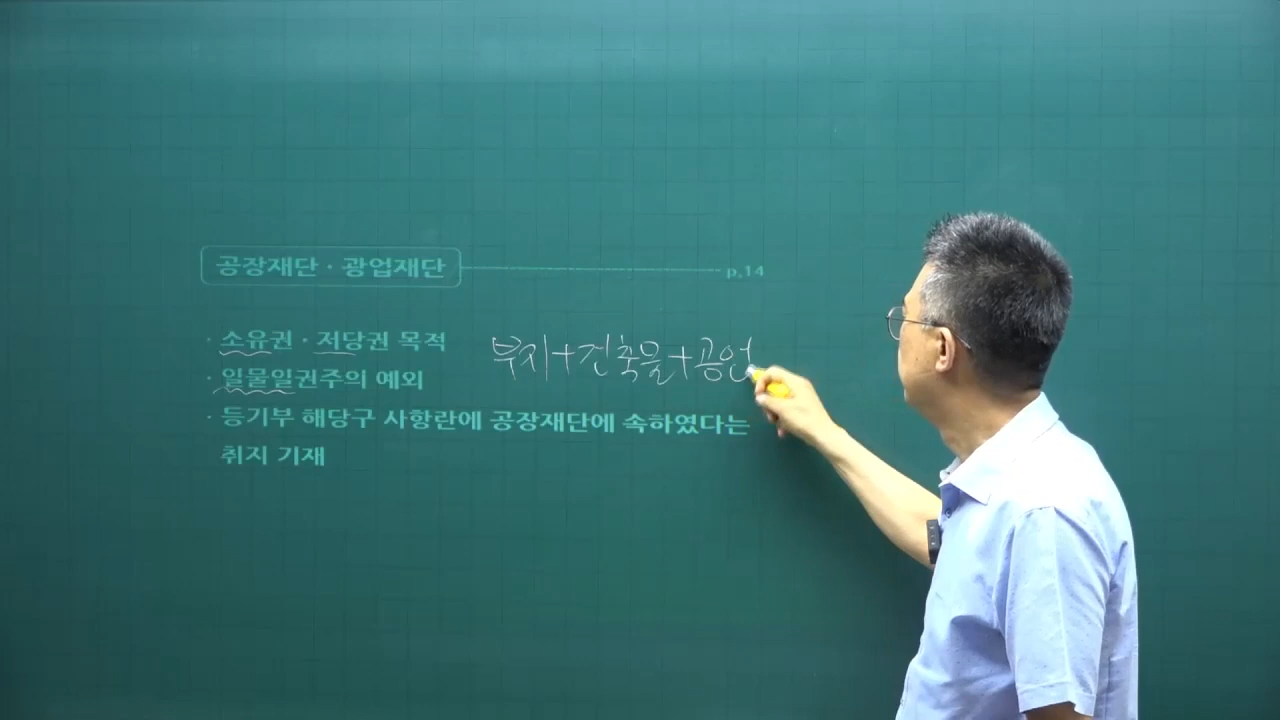 공장재단 · 광업재단 p.14
· 소유권 · 저당권 목적
부지+건축물+공업
· 일물일권주의 예외
· 등기부 해당구 사항란에 공장재단에 속하였다는
취지 기재